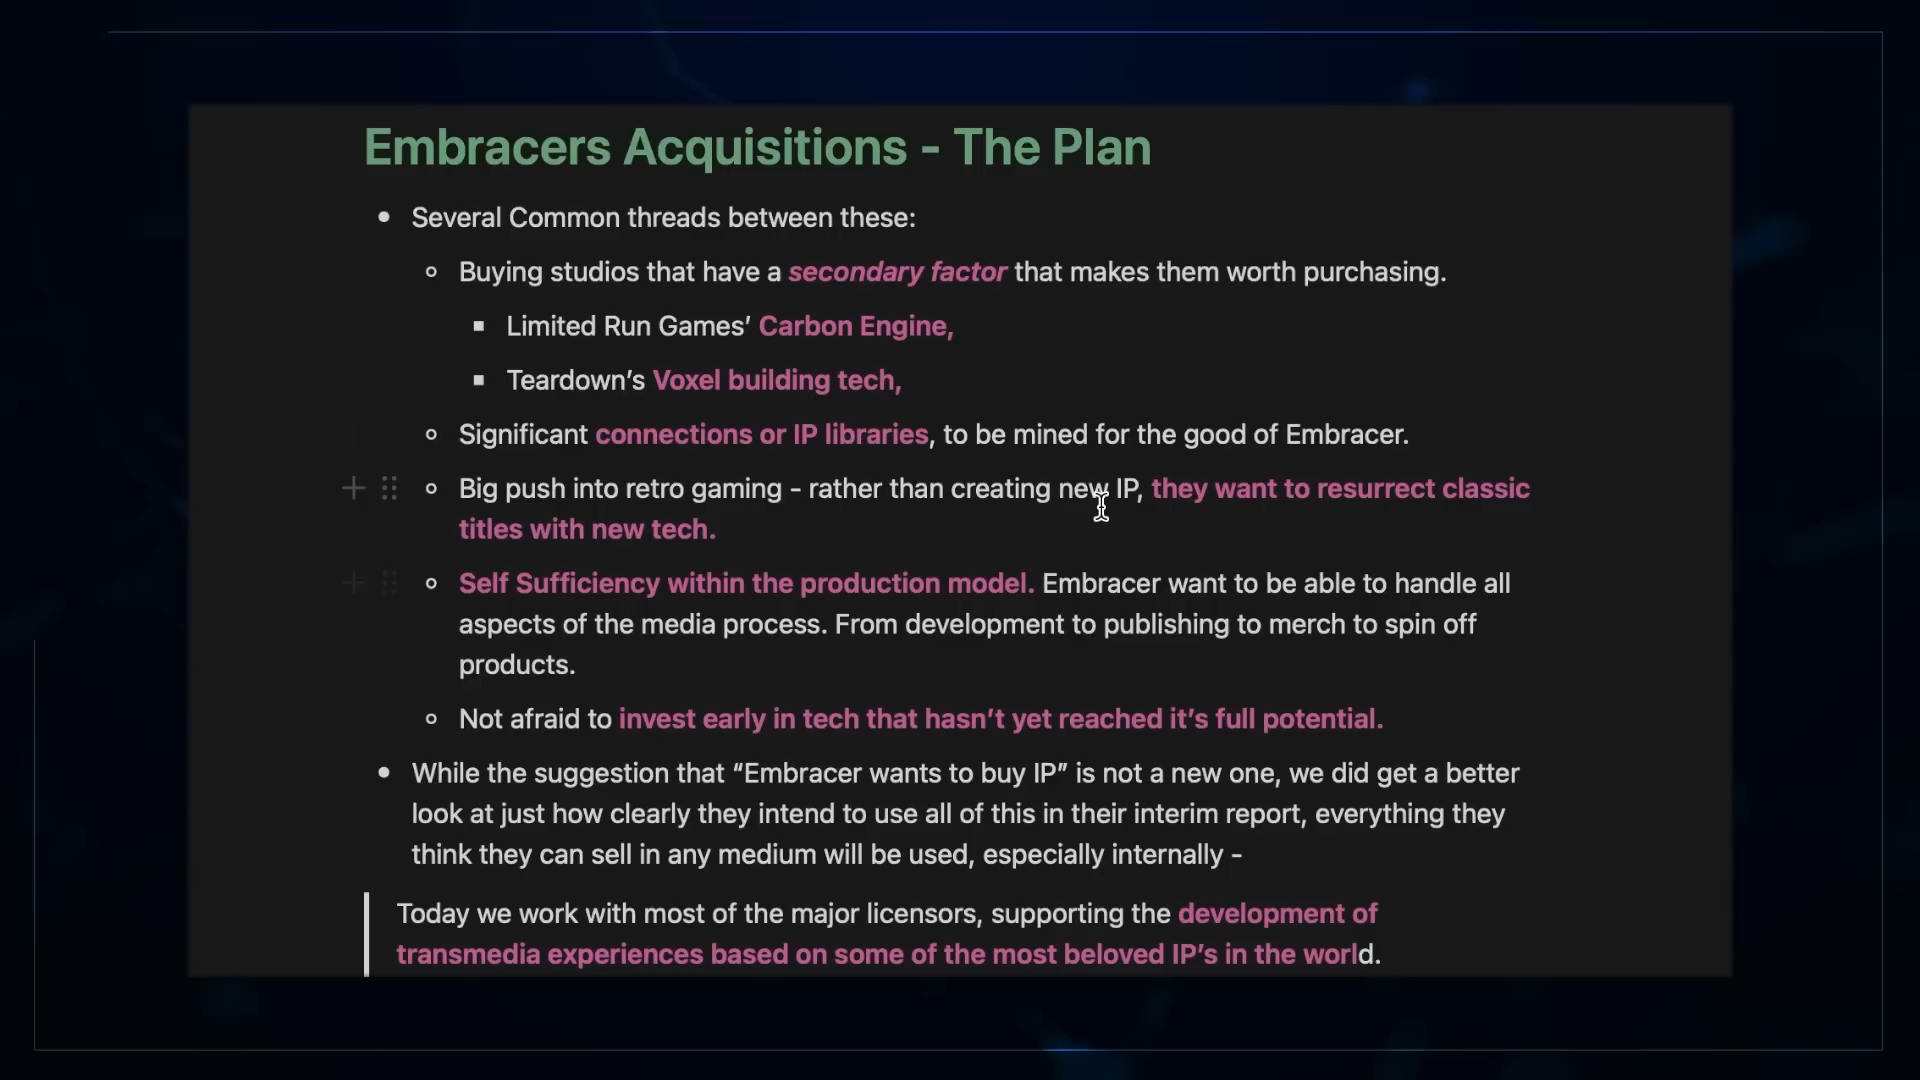 Embracers Acquisitions - The Plan
Several Common threads between these:
Buying studios that have a secondary factor that makes them worth purchasing.
Limited Run Games’ Carbon Engine,
Teardown’s Voxel building tech,
Significant connections or IP libraries, to be mined for the good of Embracer.
Big push into retro gaming - rather than creating new IP, they want to resurrect classic
titles with new tech.
Self Sufficiency within the production model. Embracer want to be able to handle all
aspects of the media process. From development to publishing to merch to spin off
products.
Not afraid to invest early in tech that hasn’t yet reached it’s full potential.
While the suggestion that “Embracer wants to buy IP” is not a new one, we did get a better
look at just how clearly they intend to use all of this in their interim report, everything they
think they can sell in any medium will be used, especially internally -
Today we work with most of the major licensors, supporting the development of
transmedia experiences based on some of the most beloved IP’s in the world.